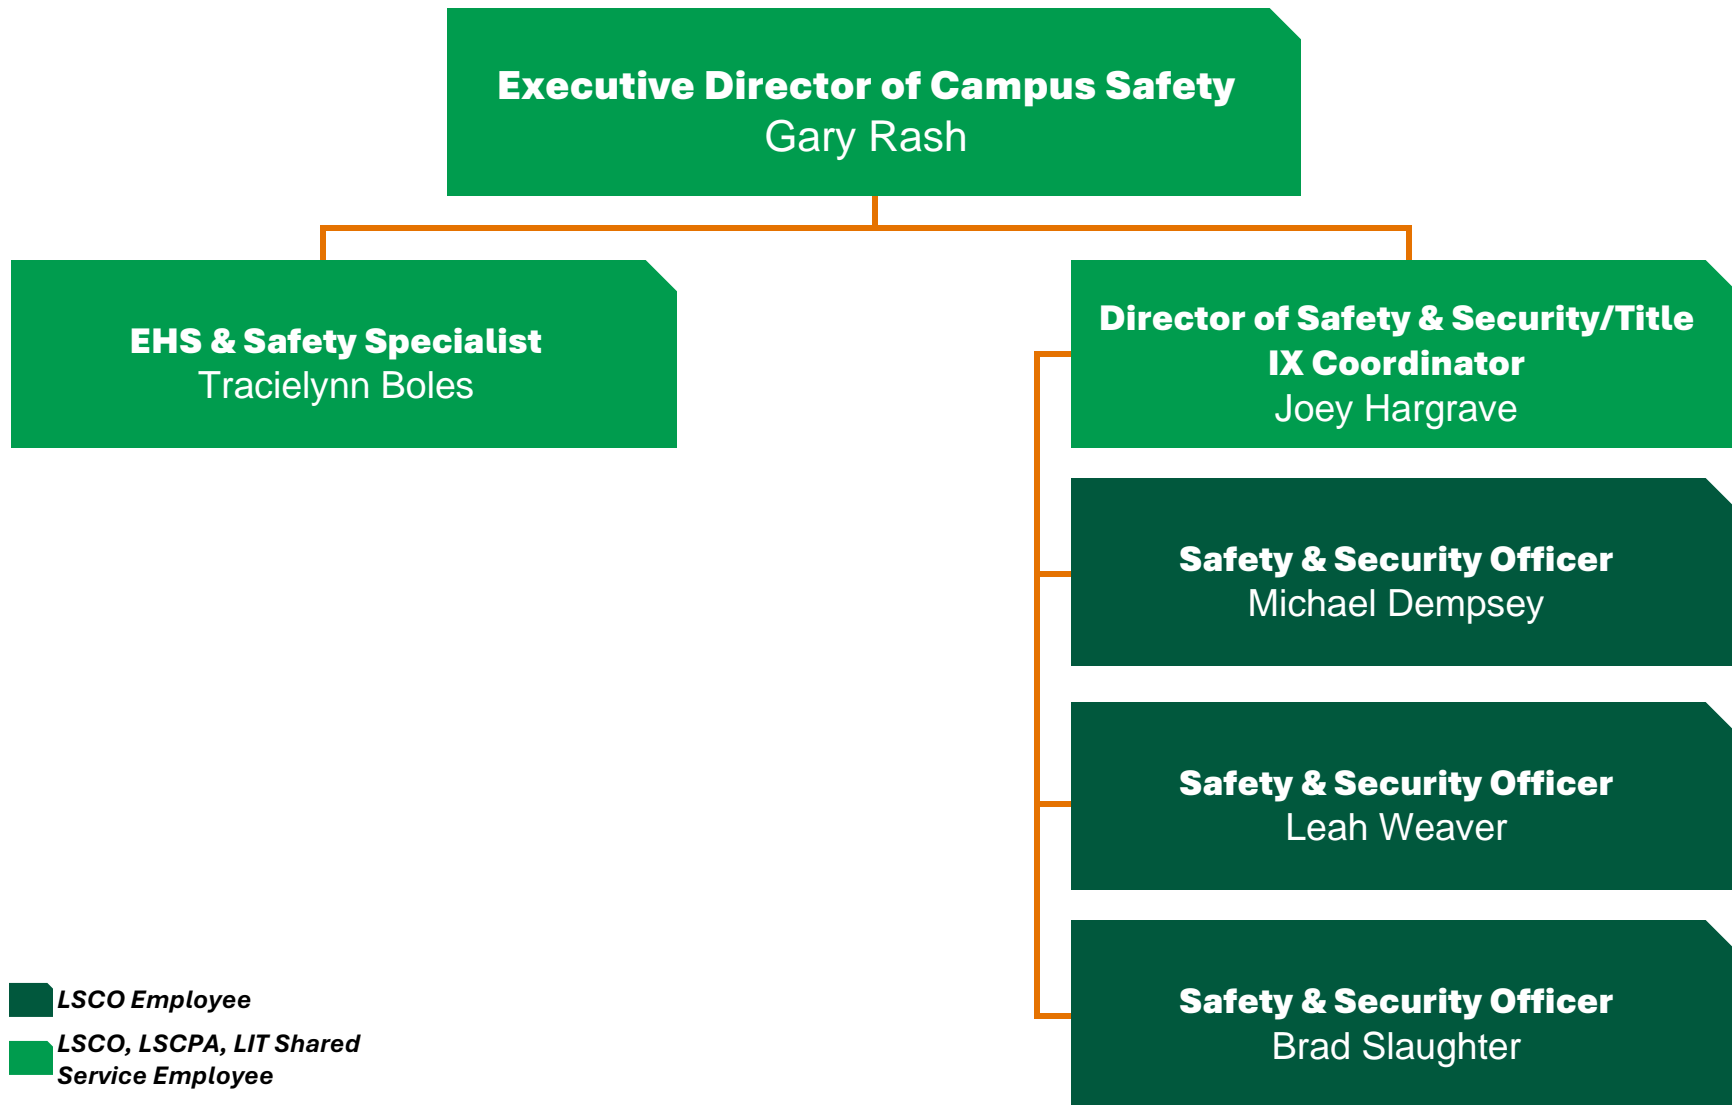 Executive Director of Campus Safety
Gary Rash
EHS & Safety Specialist
Tracielynn Boles
Director of Safety & Security/Title
IX Coordinator
Joey Hargrave
Safety & Security Officer
Michael Dempsey
Safety & Security Officer
Leah Weaver
Safety & Security Officer
Brad Slaughter
LSCO Employee
LSCO, LSCPA, LIT Shared
Service Employee